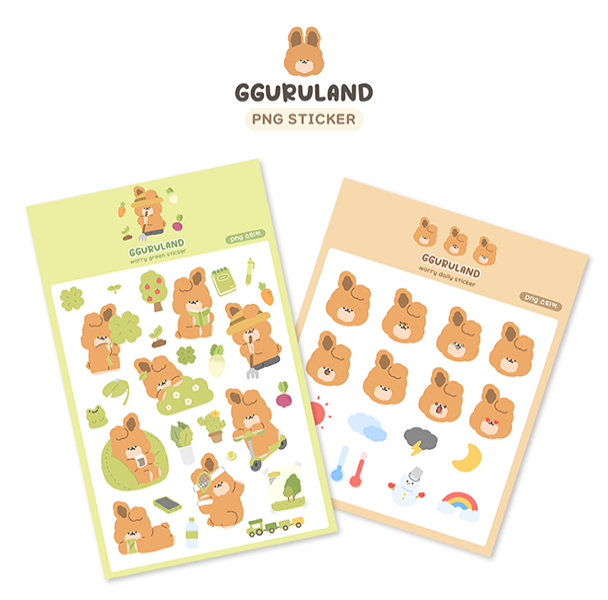 GGURULAND
PNG STICKER
GGURULAND
worry green sticker
png 스티커
GGURULAND
worry daily sticker
png 스티커